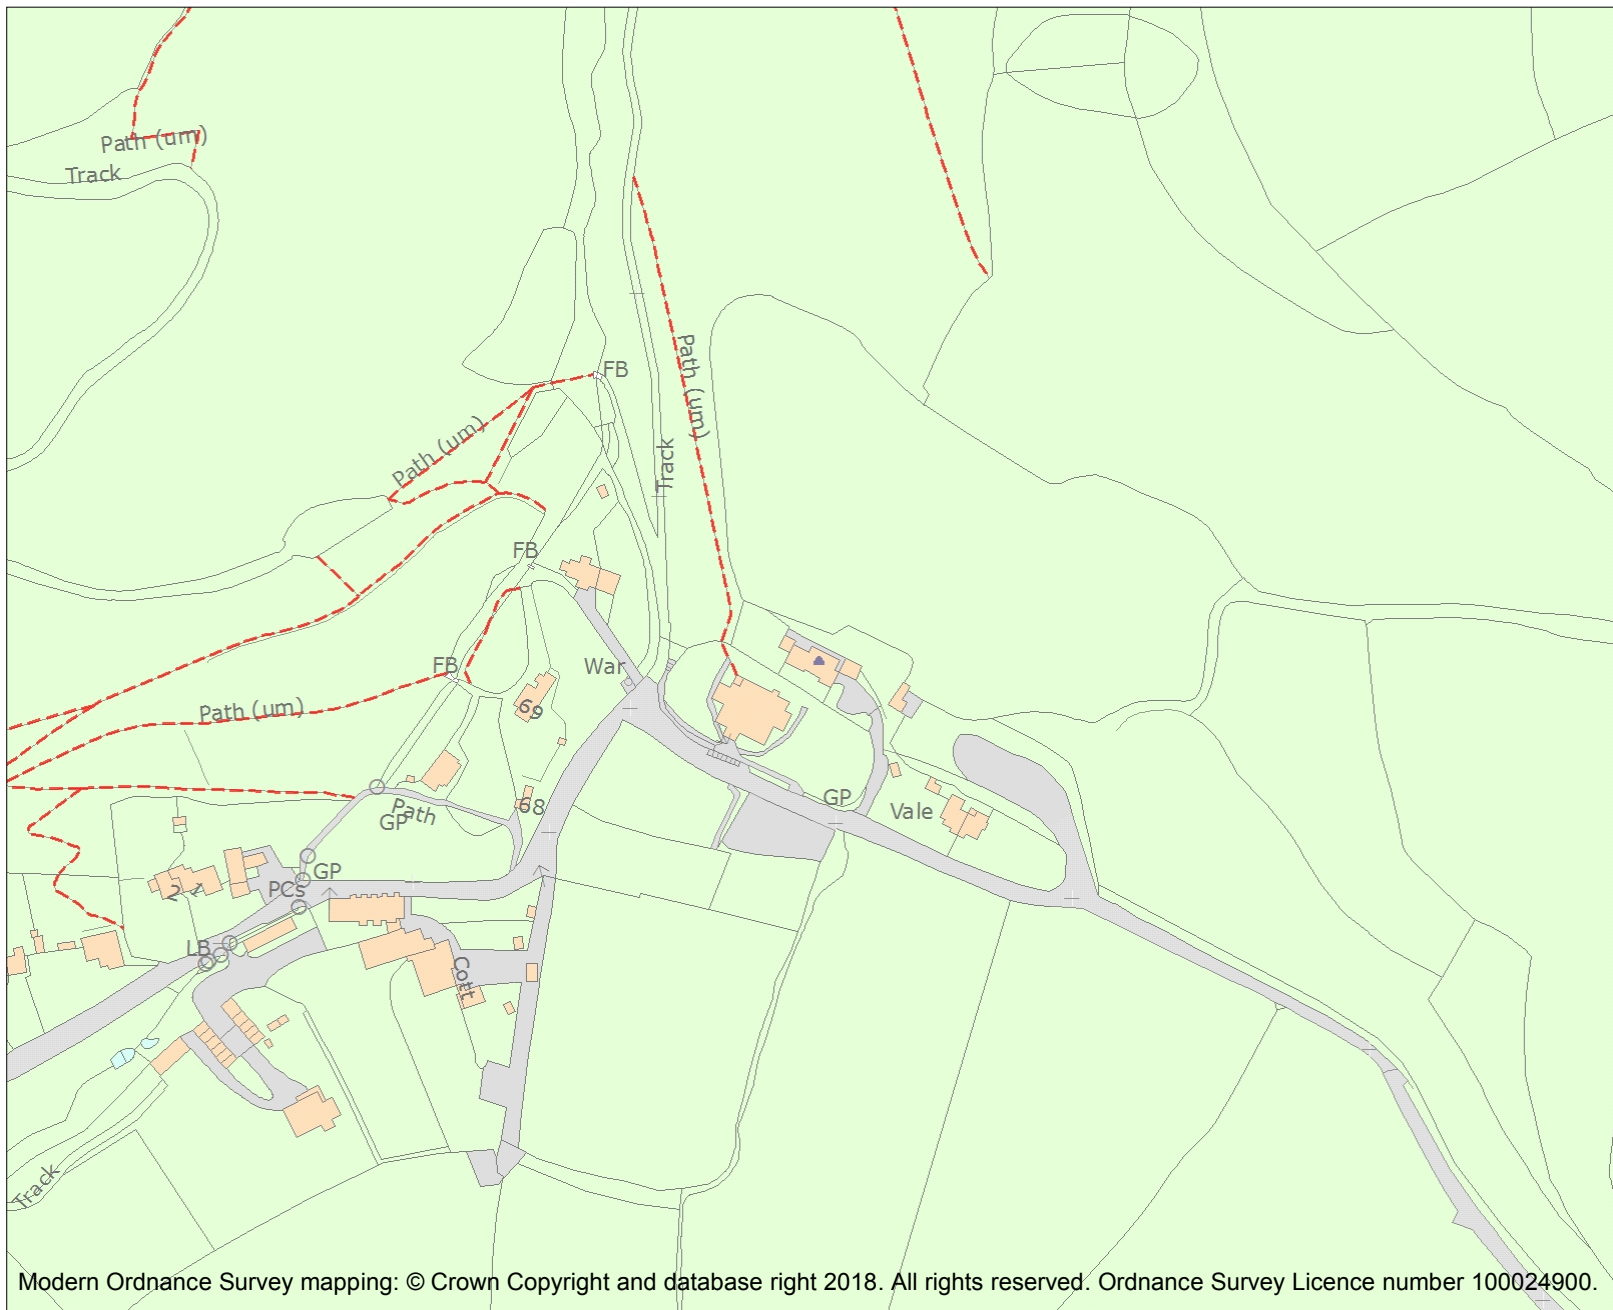 Path (um)
Track
FB
Path (um)
Path (um)
Track
FB
FB
War
Path (um)
69
68
Path
GP
GP
Vale
GP
PCs
2
1
LB
Cott
Track
Modern Ordnance Survey mapping: © Crown Copyright and database right 2018. All rights reserved. Ordnance Survey Licence number 100024900.